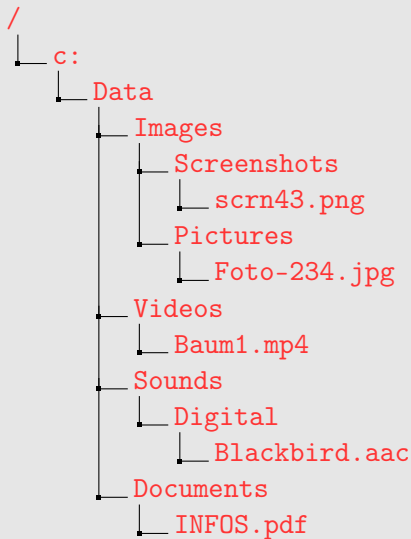 /
c:
Data
Images
Screenshots
scrn43.png
Pictures
Foto-234.jpg
Videos
Baum1.mp4
Sounds
Digital
Blackbird.aac
Documents
INFOS.pdf